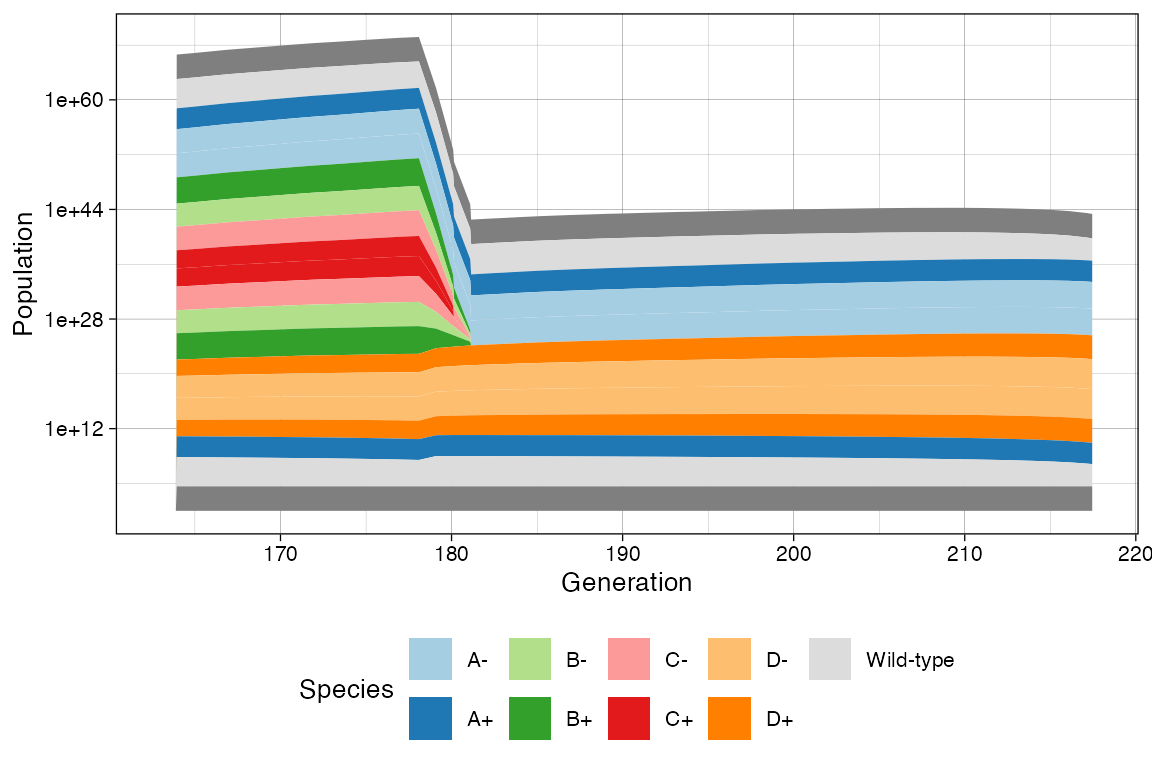 Population
1e+60
1e+44
1e+28
1e+12
170 180 190 200 210 220
Generation
Species
A- B- C- D- Wild-type
A+ B+ C+ D+